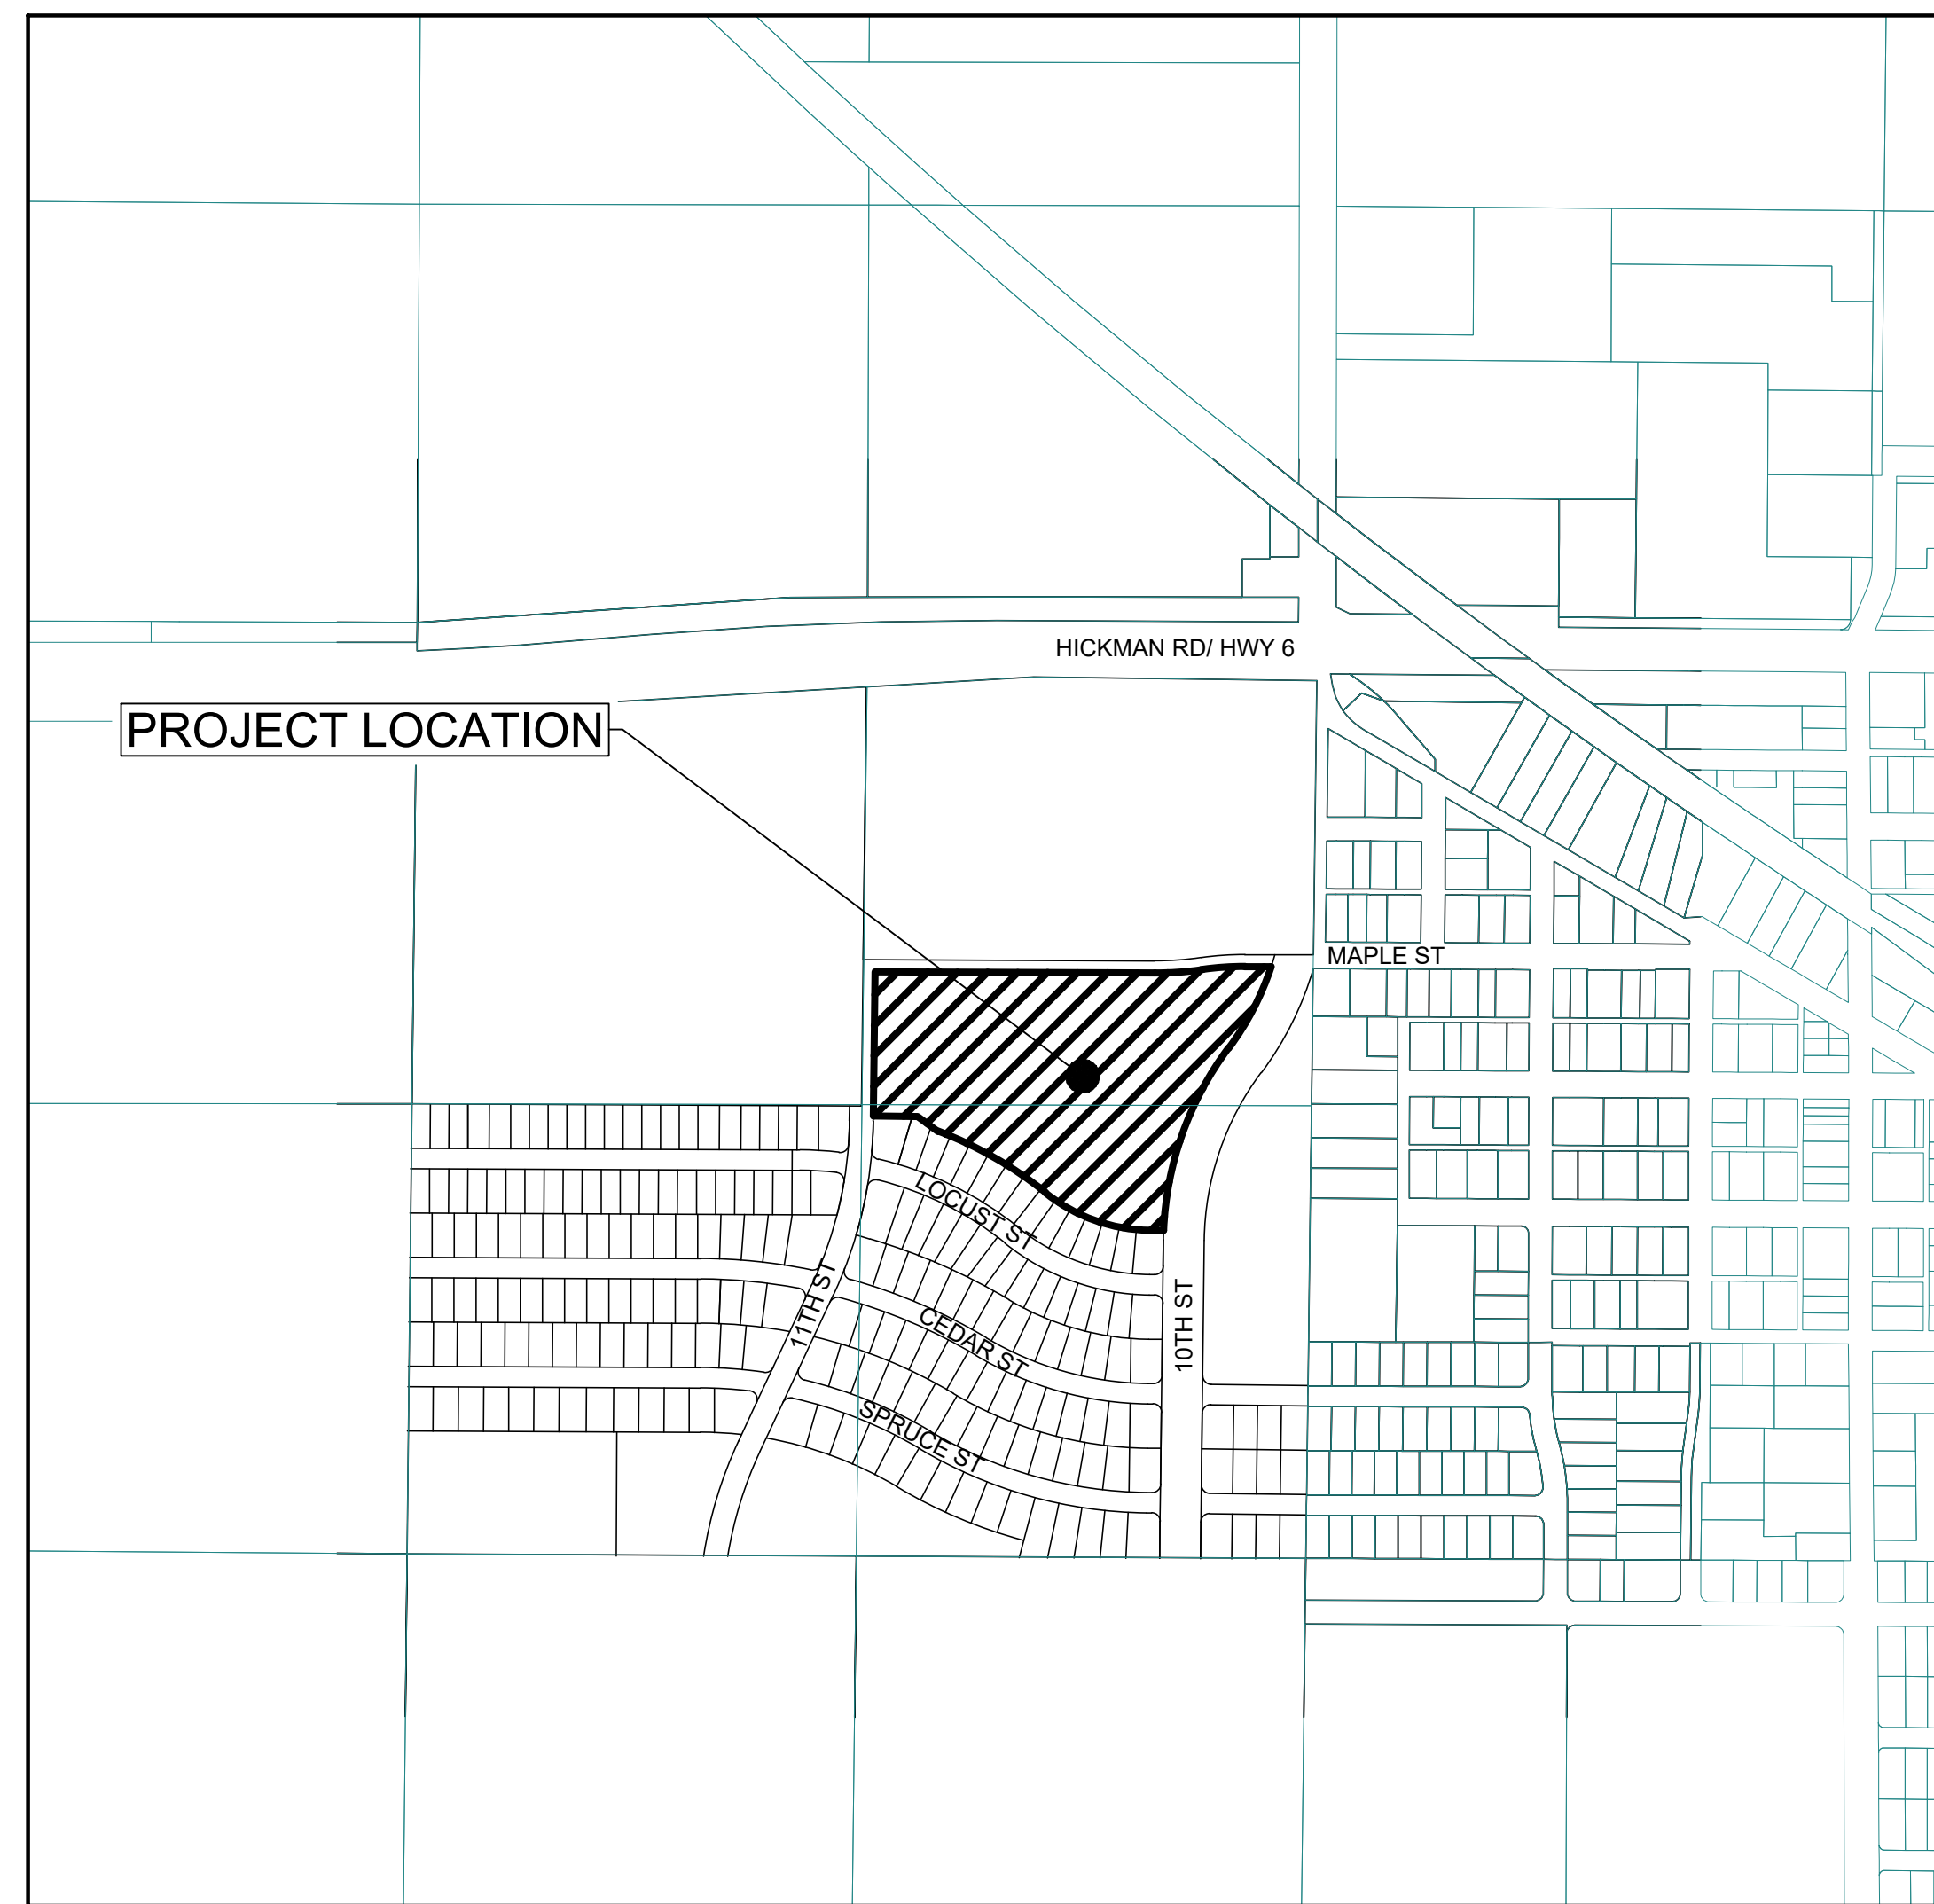 HICKMAN RD/ HWY 6
PROJECT LOCATION
MAPLE ST
LOCUST ST
11TH ST
10TH ST
CEDAR ST
SPRUCE ST